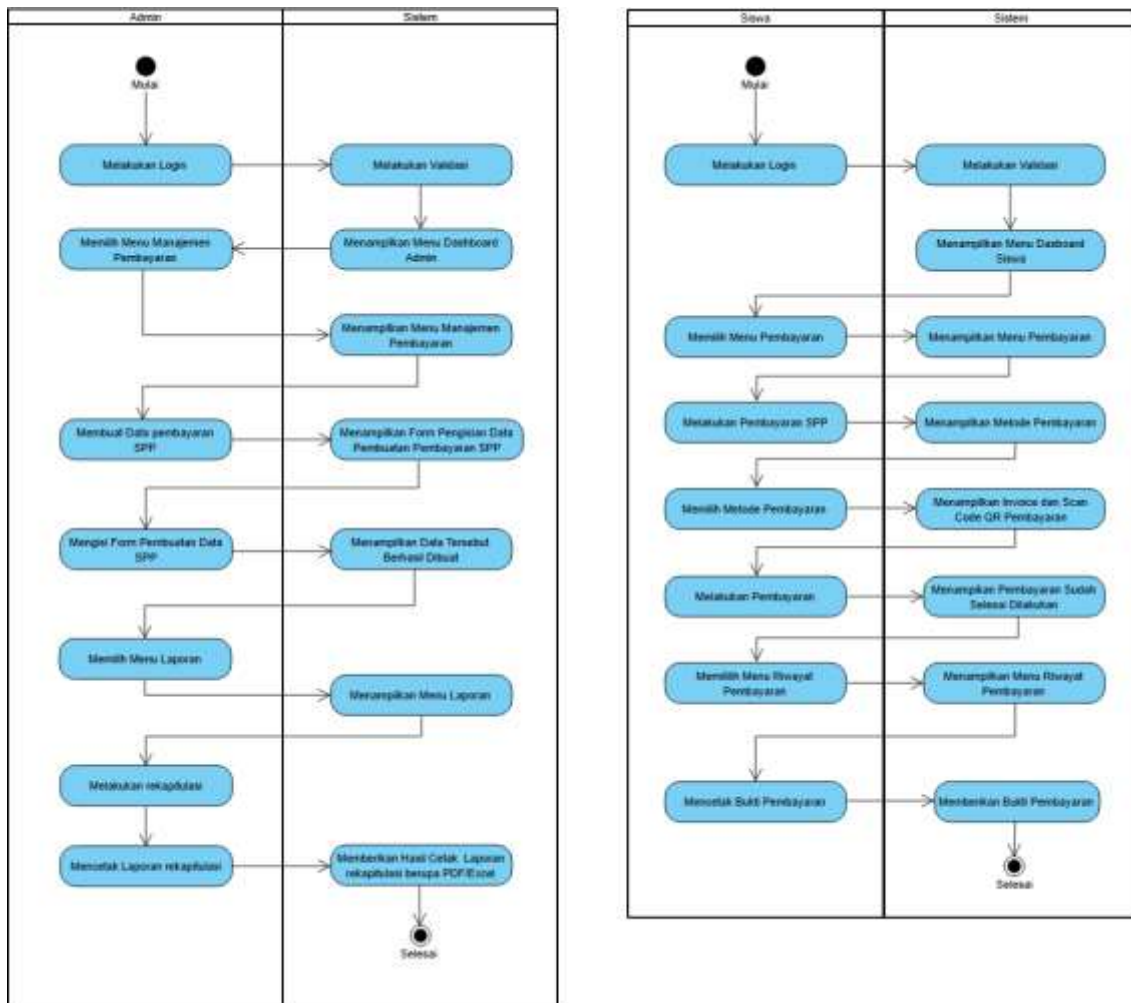 Admin
Sistem
Mulai
Melakukan Login
Melakukan Validasi
Memilih Menu Manajemen
Pembayaran
Menampilkan Menu Dashboard
Admin
Menampilkan Menu Manajemen
Pembayaran
Membuat Data pembayaran
SPP
Menampilkan Form Pengisian Data
Pembuatan Pembayaran SPP
Mengisi Form Pembuatan Data
SPP
Menampilkan Data Tersebut
Berhasil Dibuat
Memilih Menu Laporan
Menampilkan Menu Laporan
Melakukan rekapitulasi
Mencetak Laporan rekapitulasi
Memberikan Hasil Cetak Laporan
rekapitulasi berupa PDF/Excel
Selesai
Siswa
Sistem
Mulai
Melakukan Login
Melakukan Validasi
Menampilkan Menu Dasboard
Siswa
Memilih Menu Pembayaran
Menampilkan Menu Pembayaran
Melakukan Pembayaran SPP
Menampilkan Metode Pembayaran
Memilih Metode Pembayaran
Menampilkan Invoice dan Scan
Code QR Pembayaran
Melakukan Pembayaran
Menampikan Pembayaran Sudah
Selesai Dilakukan
Memilih Menu Riwayat
Pembayaran
Menampilkan Menu Riwayat
Pembayaran
Mencetak Bukti Pembayaran
Memberikan Bukti Pembayaran
Selesai